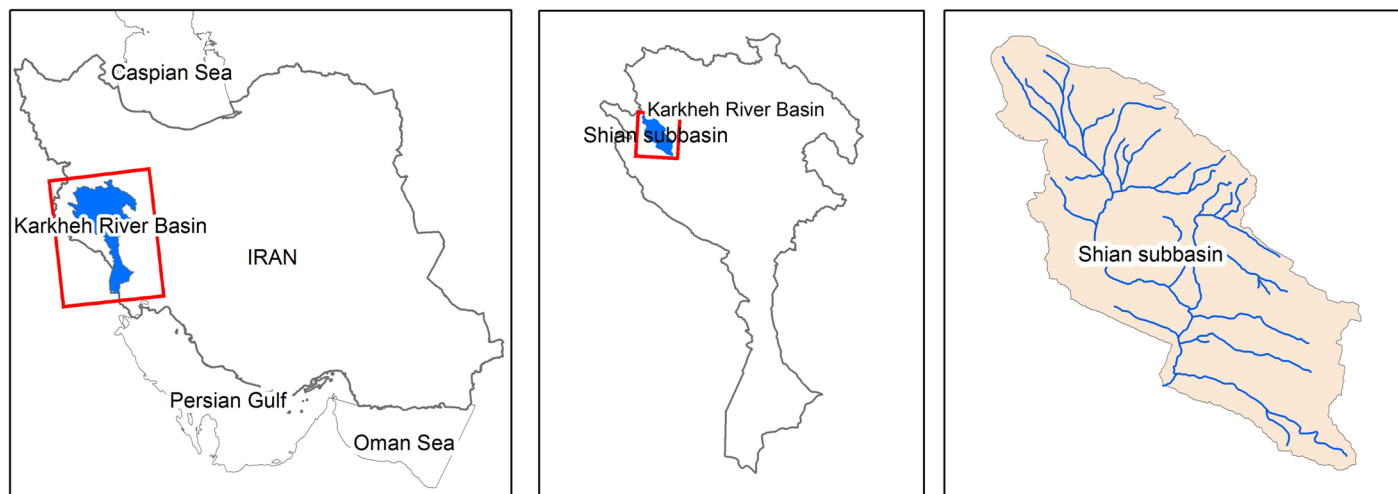 Caspian Sea
Karkheh River Basin
IRAN
Persian Gulf
Oman Sea
Karkheh River Basin
Shian subbasin
Shian subbasin